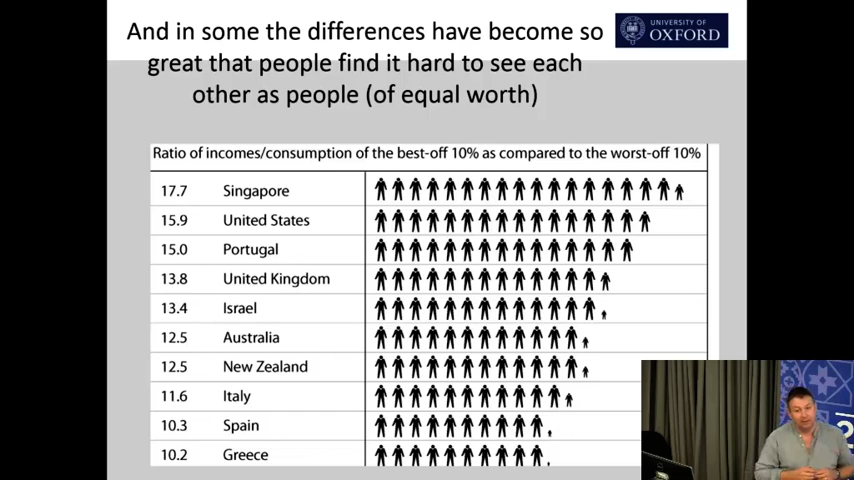 And in some the differences have become so
great that people find it hard to see each
other as people (of equal worth)
UNIVERSITY OF
OXFORD
Ratio of incomes/consumption of the best-off 10% as compared to the worst-off 10%
17.7 Singapore
15.9 United States
15.0 Portugal
13.8 United Kingdom
13.4 Israel
12.5 Australia
12.5 New Zealand
11.6 Italy
10.3 Spain
10.2 Greece
2